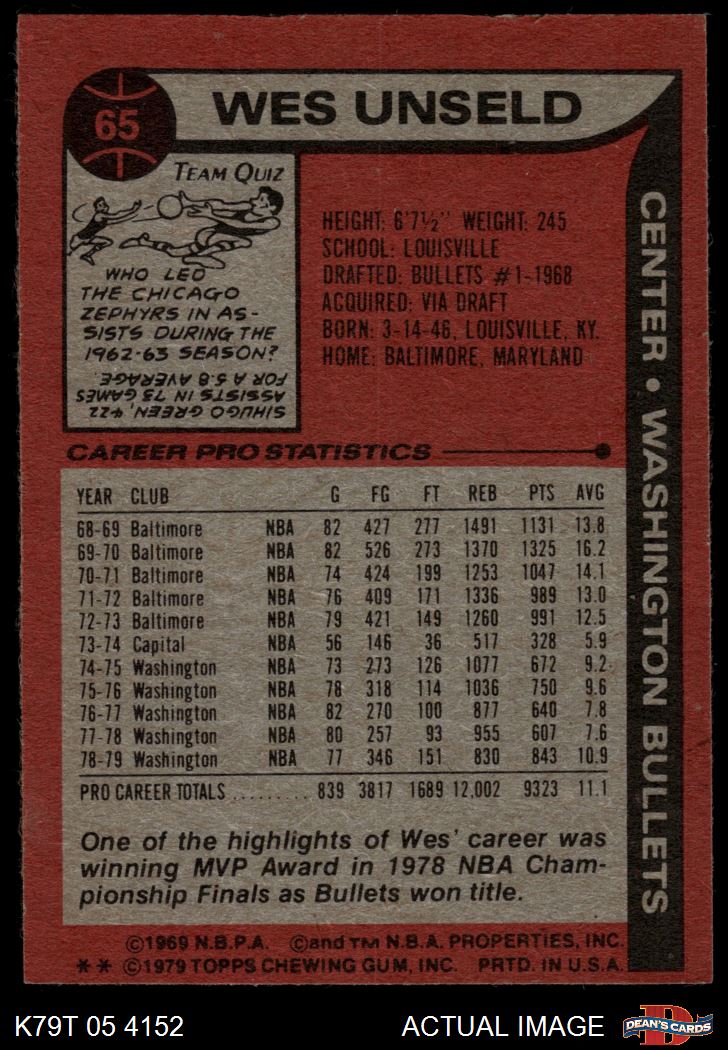 65
WES UNSELD
TEAM QUIZ
WHO LED
THE CHICAGO
ZEPHYRS IN AS-
SISTS DURING THE
1962-63 SEASON?
SIHUGO GREEN, 422
ASSISTS IN 73 GAMES
FOR A 5.8 AVERAGE.
HEIGHT: 6'7½" WEIGHT: 245
SCHOOL: LOUISVILLE
DRAFTED: BULLETS #1-1968
ACQUIRED: VIA DRAFT
BORN: 3-14-46, LOUISVILLE, KY.
HOME: BALTIMORE, MARYLAND
CENTER • WASHINGTON BULLETS
CAREER PRO STATISTICS
YEAR CLUB G FG FT REB PTS AVG
68-69 Baltimore NBA 82 427 277 1491 1131 13.8
69-70 Baltimore NBA 82 526 273 1370 1325 16.2
70-71 Baltimore NBA 74 424 199 1253 1047 14.1
71-72 Baltimore NBA 76 409 171 1336 989 13.0
72-73 Baltimore NBA 79 421 149 1260 991 12.5
73-74 Capital NBA 56 146 36 517 328 5.9
74-75 Washington NBA 73 273 126 1077 672 9.2
75-76 Washington NBA 78 318 114 1036 750 9.6
76-77 Washington NBA 82 270 100 877 640 7.8
77-78 Washington NBA 80 257 93 955 607 7.6
78-79 Washington NBA 77 346 151 830 843 10.9
PRO CAREER TOTALS ......... 839 3817 1689 12,002 9323 11.1
One of the highlights of Wes' career was
winning MVP Award in 1978 NBA Cham-
pionship Finals as Bullets won title.
©1969 N.B.P.A. ©and TM N.B.A. PROPERTIES, INC.
** ©1979 TOPPS CHEWING GUM, INC. PRTD. IN U.S.A.
K79T 05 4152
ACTUAL IMAGE
D
DEAN'S CARDS